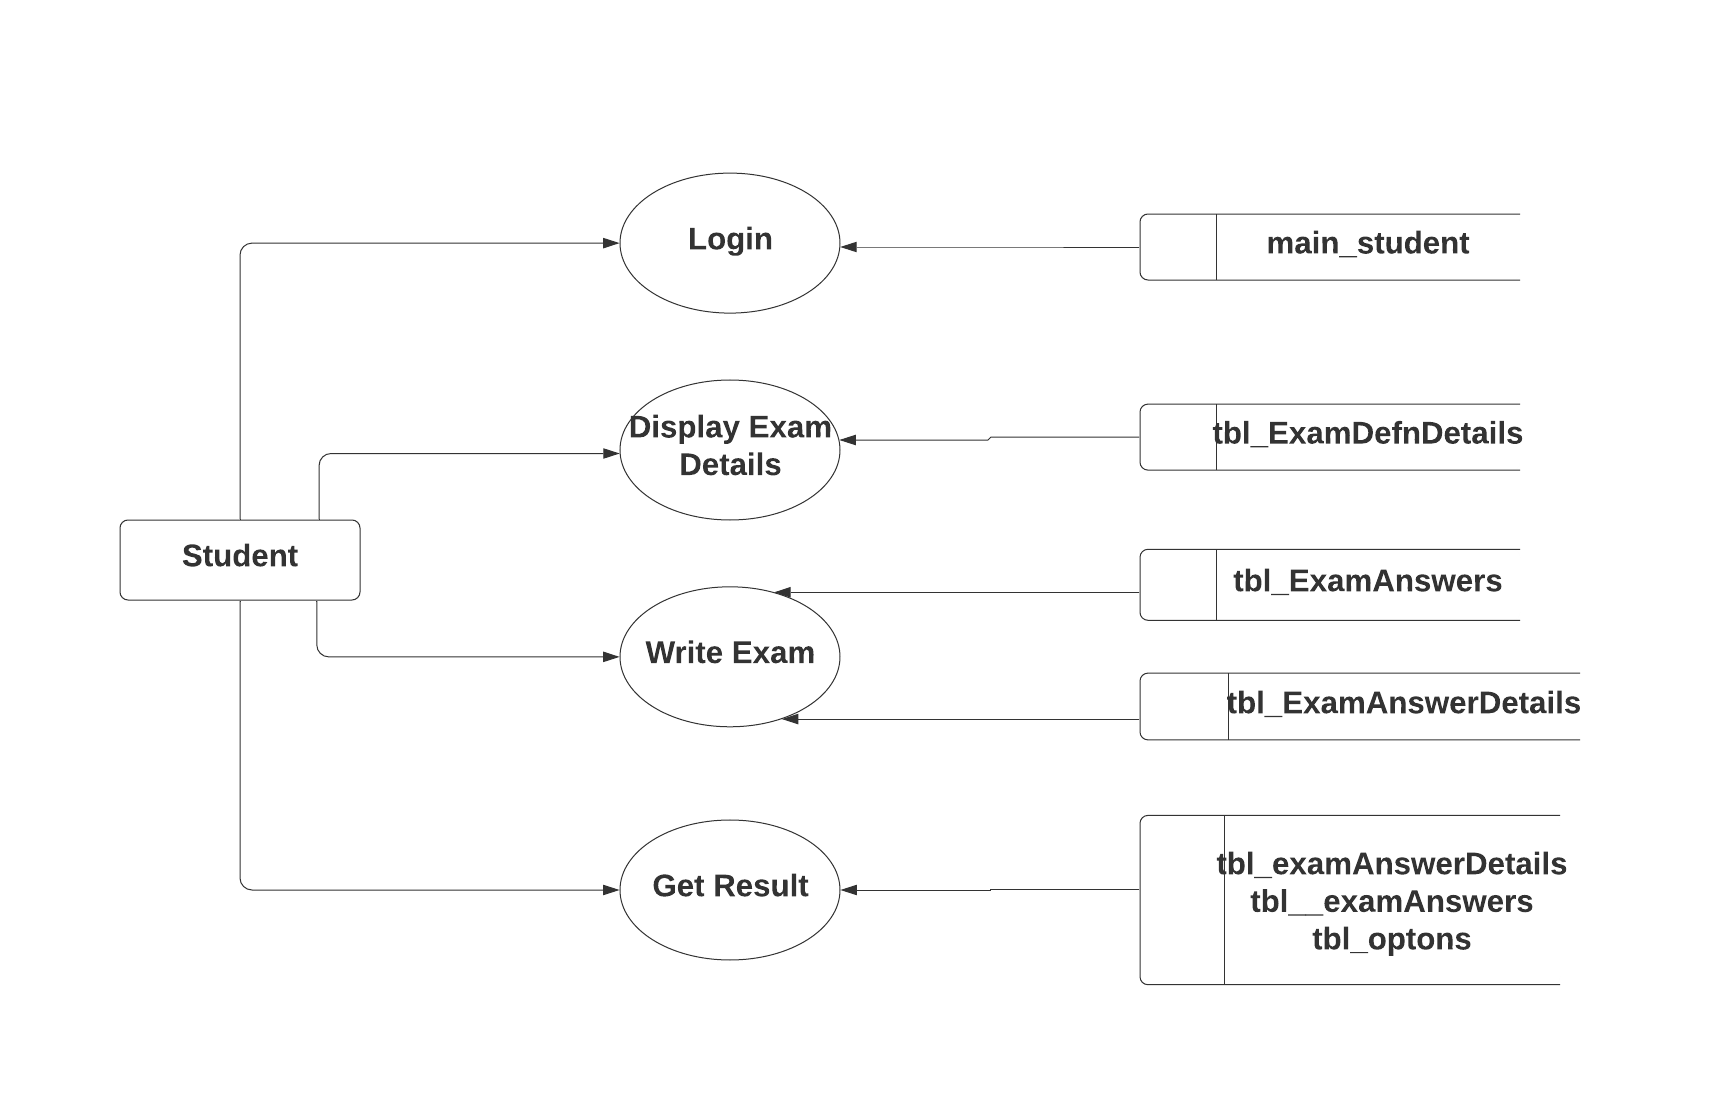 Login
main_student
Display Exam
Details
tbl_ExamDefnDetails
Student
tbl_ExamAnswers
Write Exam
tbl_ExamAnswerDetails
Get Result
tbl_examAnswerDetails
tbl__examAnswers
tbl_optons